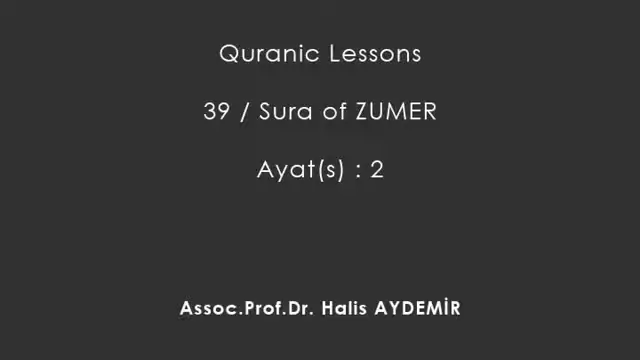 Quranic Lessons
39 / Sura of ZUMER
Ayat(s) : 2
Assoc.Prof.Dr. Halis AYDEMİR